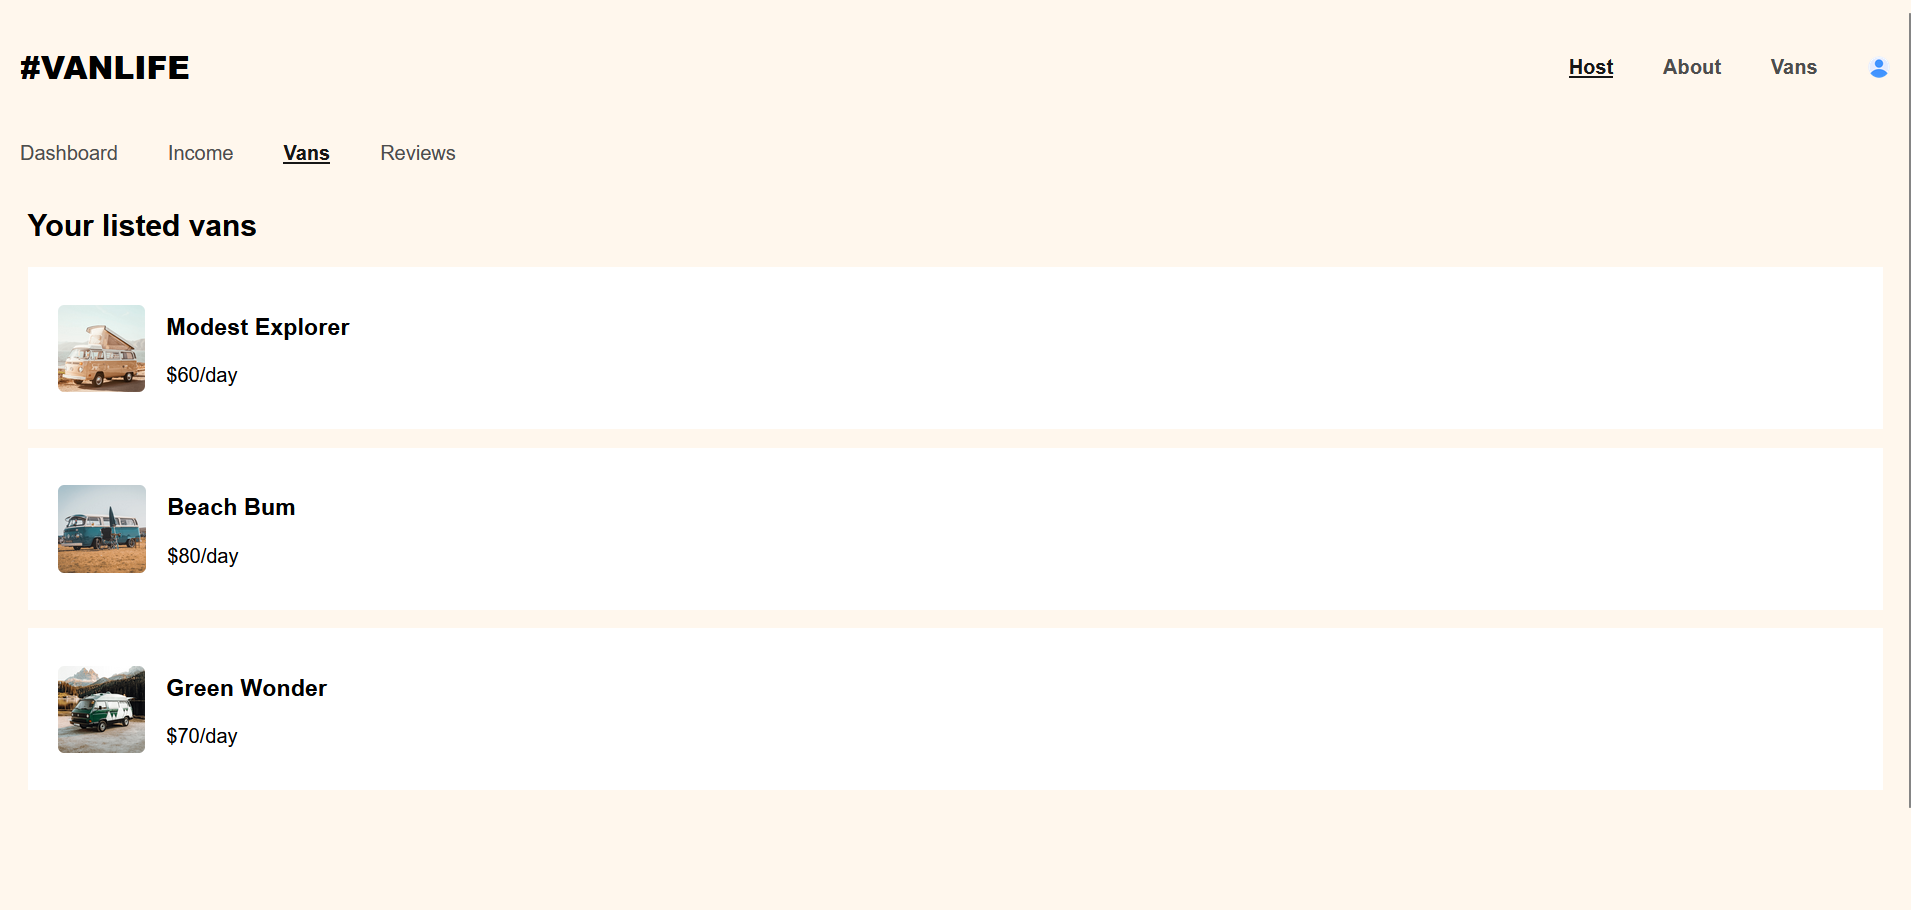 #VANLIFE
Host About Vans
Dashboard Income Vans Reviews
Your listed vans
Modest Explorer
$60/day
Beach Bum
$80/day
Green Wonder
$70/day